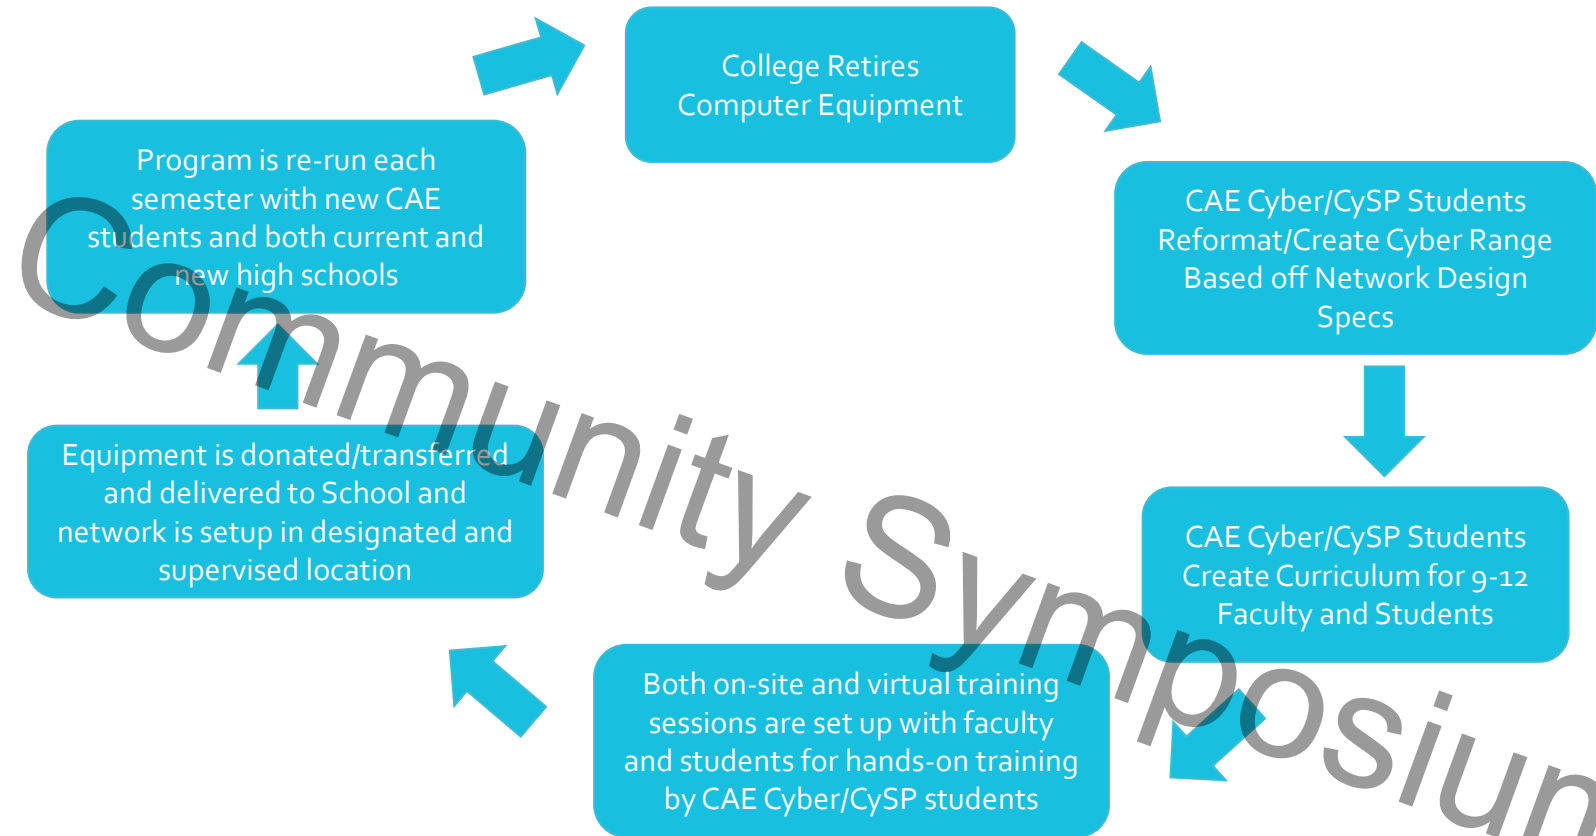 College Retires
Computer Equipment
CAE Cyber/CySP Students
Reformat/Create Cyber Range
Based off Network Design
Specs
CAE Cyber/CySP Students
Create Curriculum for 9-12
Faculty and Students
Both on-site and virtual training
sessions are set up with faculty
and students for hands-on training
by CAE Cyber/CySP students
Equipment is donated/transferred
and delivered to School and
network is setup in designated and
supervised location
Program is re-run each
semester with new CAE
students and both current and
new high schools
Community Symposium